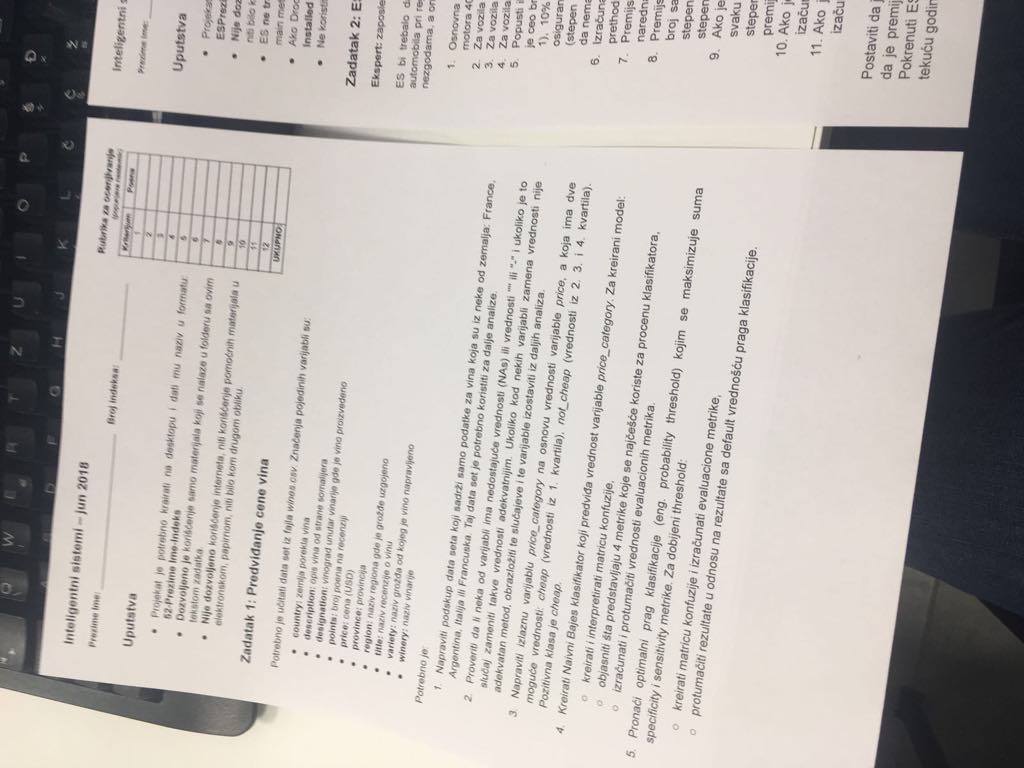 Q W E R T Z U I O P Š Đ
D F G H J K L Č Ć Ž
Inteligentni sistemi – jun 2018
Prezime Ime:
Broj indeksa:
Rubrika za ocenjivanje
(popunjava nastavnik)
Kriterijum Poena
1
2
3
4
5
6
7
8
9
10
11
12
UKUPNO:
Uputstva
• Projekat je potrebno kreirati na desktopu i dati mu naziv u formatu:
52-Prezime Ime-Indeks
• Dozvoljeno je korišćenje samo materijala koji se nalaze u folderu sa ovim
tekstom zadatka.
• Nije dozvoljeno korišćenje interneta, niti korišćenje pomoćnih materijala u
elektronskom, papirnom, niti bilo kom drugom obliku.
Zadatak 1: Predviđanje cene vina
Potrebno je učitati data set iz fajla wines.csv. Značenja pojedinih varijabli su:
• country: zemlja porekla vina
• description: opis vina od strane somalijera
• designation: vinograd unutar vinarije gde je vino proizvedeno
• points: broj poena na recenziji
• price: cena (USD)
• province: provincija
• region: naziv regiona gde je grožđe uzgojeno
• title: naziv recenzije o vinu
• variety: naziv grožđa od kojeg je vino napravljeno
• winery: naziv vinarije
Potrebno je:
1. Napraviti podskup data seta koji sadrži samo podatke za vina koja su iz neke od zemalja: France,
Argentina, Italija ili Francuska. Taj data set je potrebno koristiti za dalje analize.
2. Proveriti da li neka od varijabli ima nedostajuće vrednosti (NAs) ili vrednosti "" ili "-" i ukoliko je to
slučaj zameniti takve vrednosti adekvatnijim. Ukoliko kod nekih varijabli zamena vrednosti nije
adekvatan metod, obrazložiti te slučajeve i te varijable izostaviti iz daljih analiza.
3. Napraviti izlaznu varijablu price_category na osnovu vrednosti varijable price, a koja ima dve
moguće vrednosti: cheap (vrednosti iz 1. kvartila), not_cheap (vrednosti iz 2. 3. i 4. kvartila).
Pozitivna klasa je cheap.
4. Kreirati Naivni Bajes klasifikator koji predviđa vrednost varijable price_category. Za kreirani model:
○ kreirati i interpretirati matricu konfuzije,
○ objasniti šta predstavljaju 4 metrike koje se najčešće koriste za procenu klasifikatora,
○ izračunati i protumačiti vrednosti evaluacionih metrika.
5. Pronaći optimalni prag klasifikacije (eng. probability threshold) kojim se maksimizuje suma
specificity i sensitivity metrike. Za dobijeni threshold:
○ kreirati matricu konfuzije i izračunati evaluacione metrike,
○ protumačiti rezultate u odnosu na rezultate sa default vrednošću praga klasifikacije.
Inteligentni s
Prezime Ime:
Uputstva
• Projekat
ESPrezi
• Nije doz
niti bilo k
• ES ne tr
main met
• Ako Droo
Installed
• Ne koristi
Zadatak 2: ES
Ekspert: zaposle
ES bi trebalo da
automobila pri re
nezgodama, a on
1. Osnovna
motora 40
2. Za vozila
3. Za vozila
4. Za vozila
5. Popusti i
je ceo br
1), 10%
osiguran
(stepen
da nema
6. Izračuna
prethod
7. Premijs
naredn
8. Premijs
broj sa
stepen
stepen
9. Ako je
svaku
stepen
premij
10. Ako j
izačun
11. Ako j
izaču
Postaviti da j
da je premij
Pokrenuti ES
tekuću godin